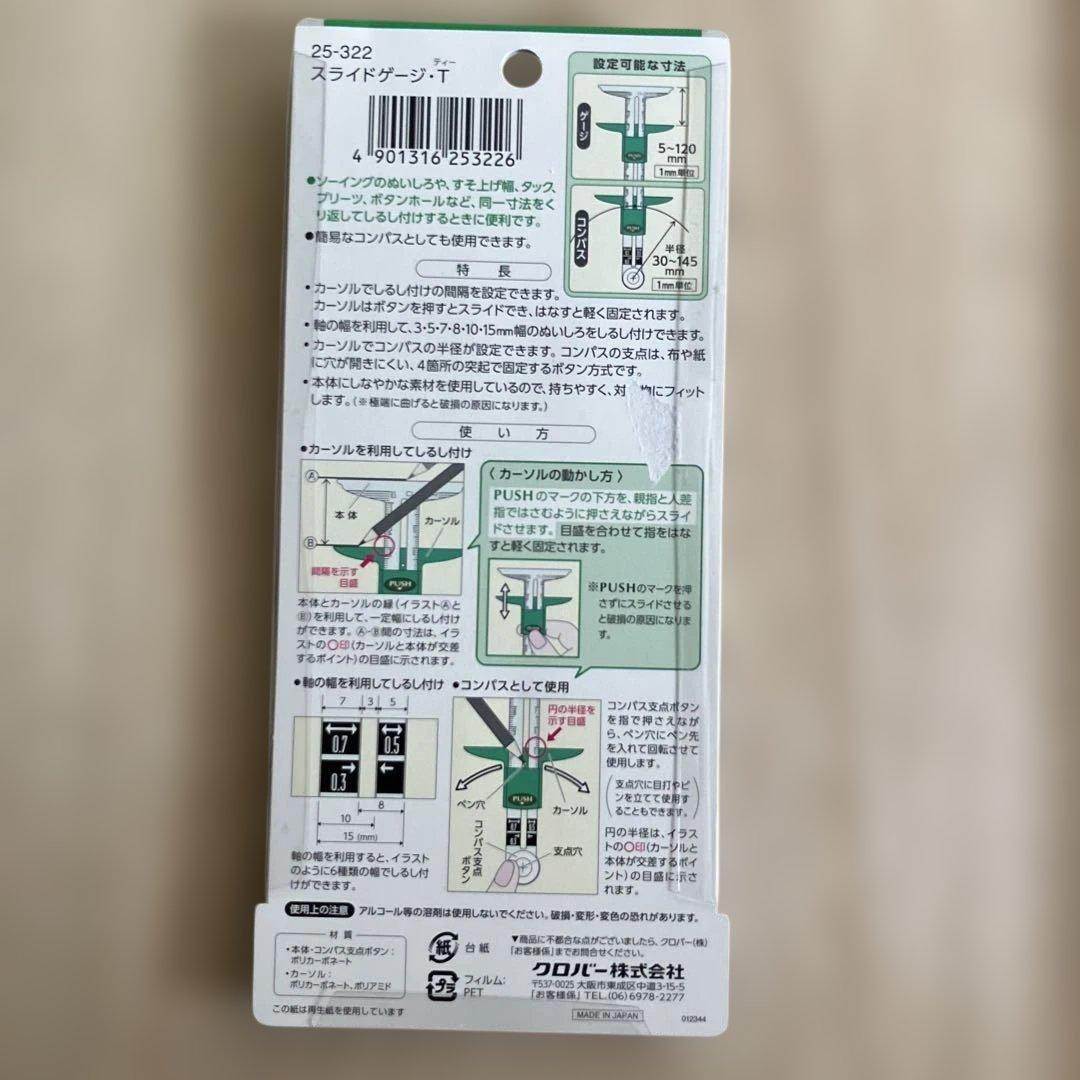 25-322
ティー
スライドゲージ・T
4 901316 253226
設定可能な寸法
ゲージ
5~120
mm
1mm単位
コンパス
PUSH
半径
30~145
mm
1mm単位
●ソーイングのぬいしろや、すそ上げ幅、タック、
プリーツ、ボタンホールなど、同一寸法をく
り返してしるし付けするときに便利です。
●簡易なコンパスとしても使用できます。
特長
・カーソルでしるし付けの間隔を設定できます。
カーソルはボタンを押すとスライドでき、はなすと軽く固定されます。
・軸の幅を利用して、3・5・7・8・10・15mm幅のぬいしろをしるし付けできます。
・カーソルでコンパスの半径が設定できます。コンパスの支点は、布や紙
に穴が開きにくい、4箇所の突起で固定するボタン方式です。
・本体にしなやかな素材を使用しているので、持ちやすく、対 物にフィット
します。(※極端に曲げると破損の原因になります。)
使い方
●カーソルを利用してしるし付け
Ⓐ
本体
カーソル
Ⓑ
間隔を示す
目盛
PUSH
本体とカーソルの縁(イラストⒶと
Ⓑ)を利用して、一定幅にしるし付け
ができます。Ⓐ-Ⓑ間の寸法は、イラ
ストの〇印(カーソルと本体が交差
するポイント)の目盛に示されます。
〈カーソルの動かし方〉
PUSHのマークの下方を、親指と人差
指ではさむように押さえながらスライ
ドさせます。目盛を合わせて指をはな
すと軽く固定されます。
※PUSHのマークを押
さずにスライドさせる
と破損の原因になりま
す。
●軸の幅を利用してしるし付け
7 3 5
0.7 0.5
0.3
8
10
15 (mm)
軸の幅を利用すると、イラスト
のように6種類の幅でしるし付
けができます。
●コンパスとして使用
円の半径を
示す目盛
ペン穴
PUSH
カーソル
コンパス支点
ボタン
支点穴
コンパス支点ボタン
を指で押さえなが
ら、ペン穴にペン先
を入れて回転させて
使用します。
(支点穴に目打やピ
ンを立てて使用す
ることもできます。)
円の半径は、イラス
トの〇印(カーソルと
本体が交差するポイ
ント)の目盛に示さ
れます。
使用上の注意 アルコール等の溶剤は使用しないでください。破損・変形・変色の恐れがあります。
材質
・本体・コンパス支点ボタン:
ポリカーボネート
・カーソル:
ポリカーボネート、ポリアミド
この紙は再生紙を使用しています
紙 台紙
プラ フィルム:
PET
▼商品に不都合な点がございましたら、クロバー(株)
「お客様係」までお問合せください。
クロバー株式会社
〒537-0025 大阪市東成区中道3-15-5
「お客様係」TEL.(06)6978-2277
MADE IN JAPAN
012344